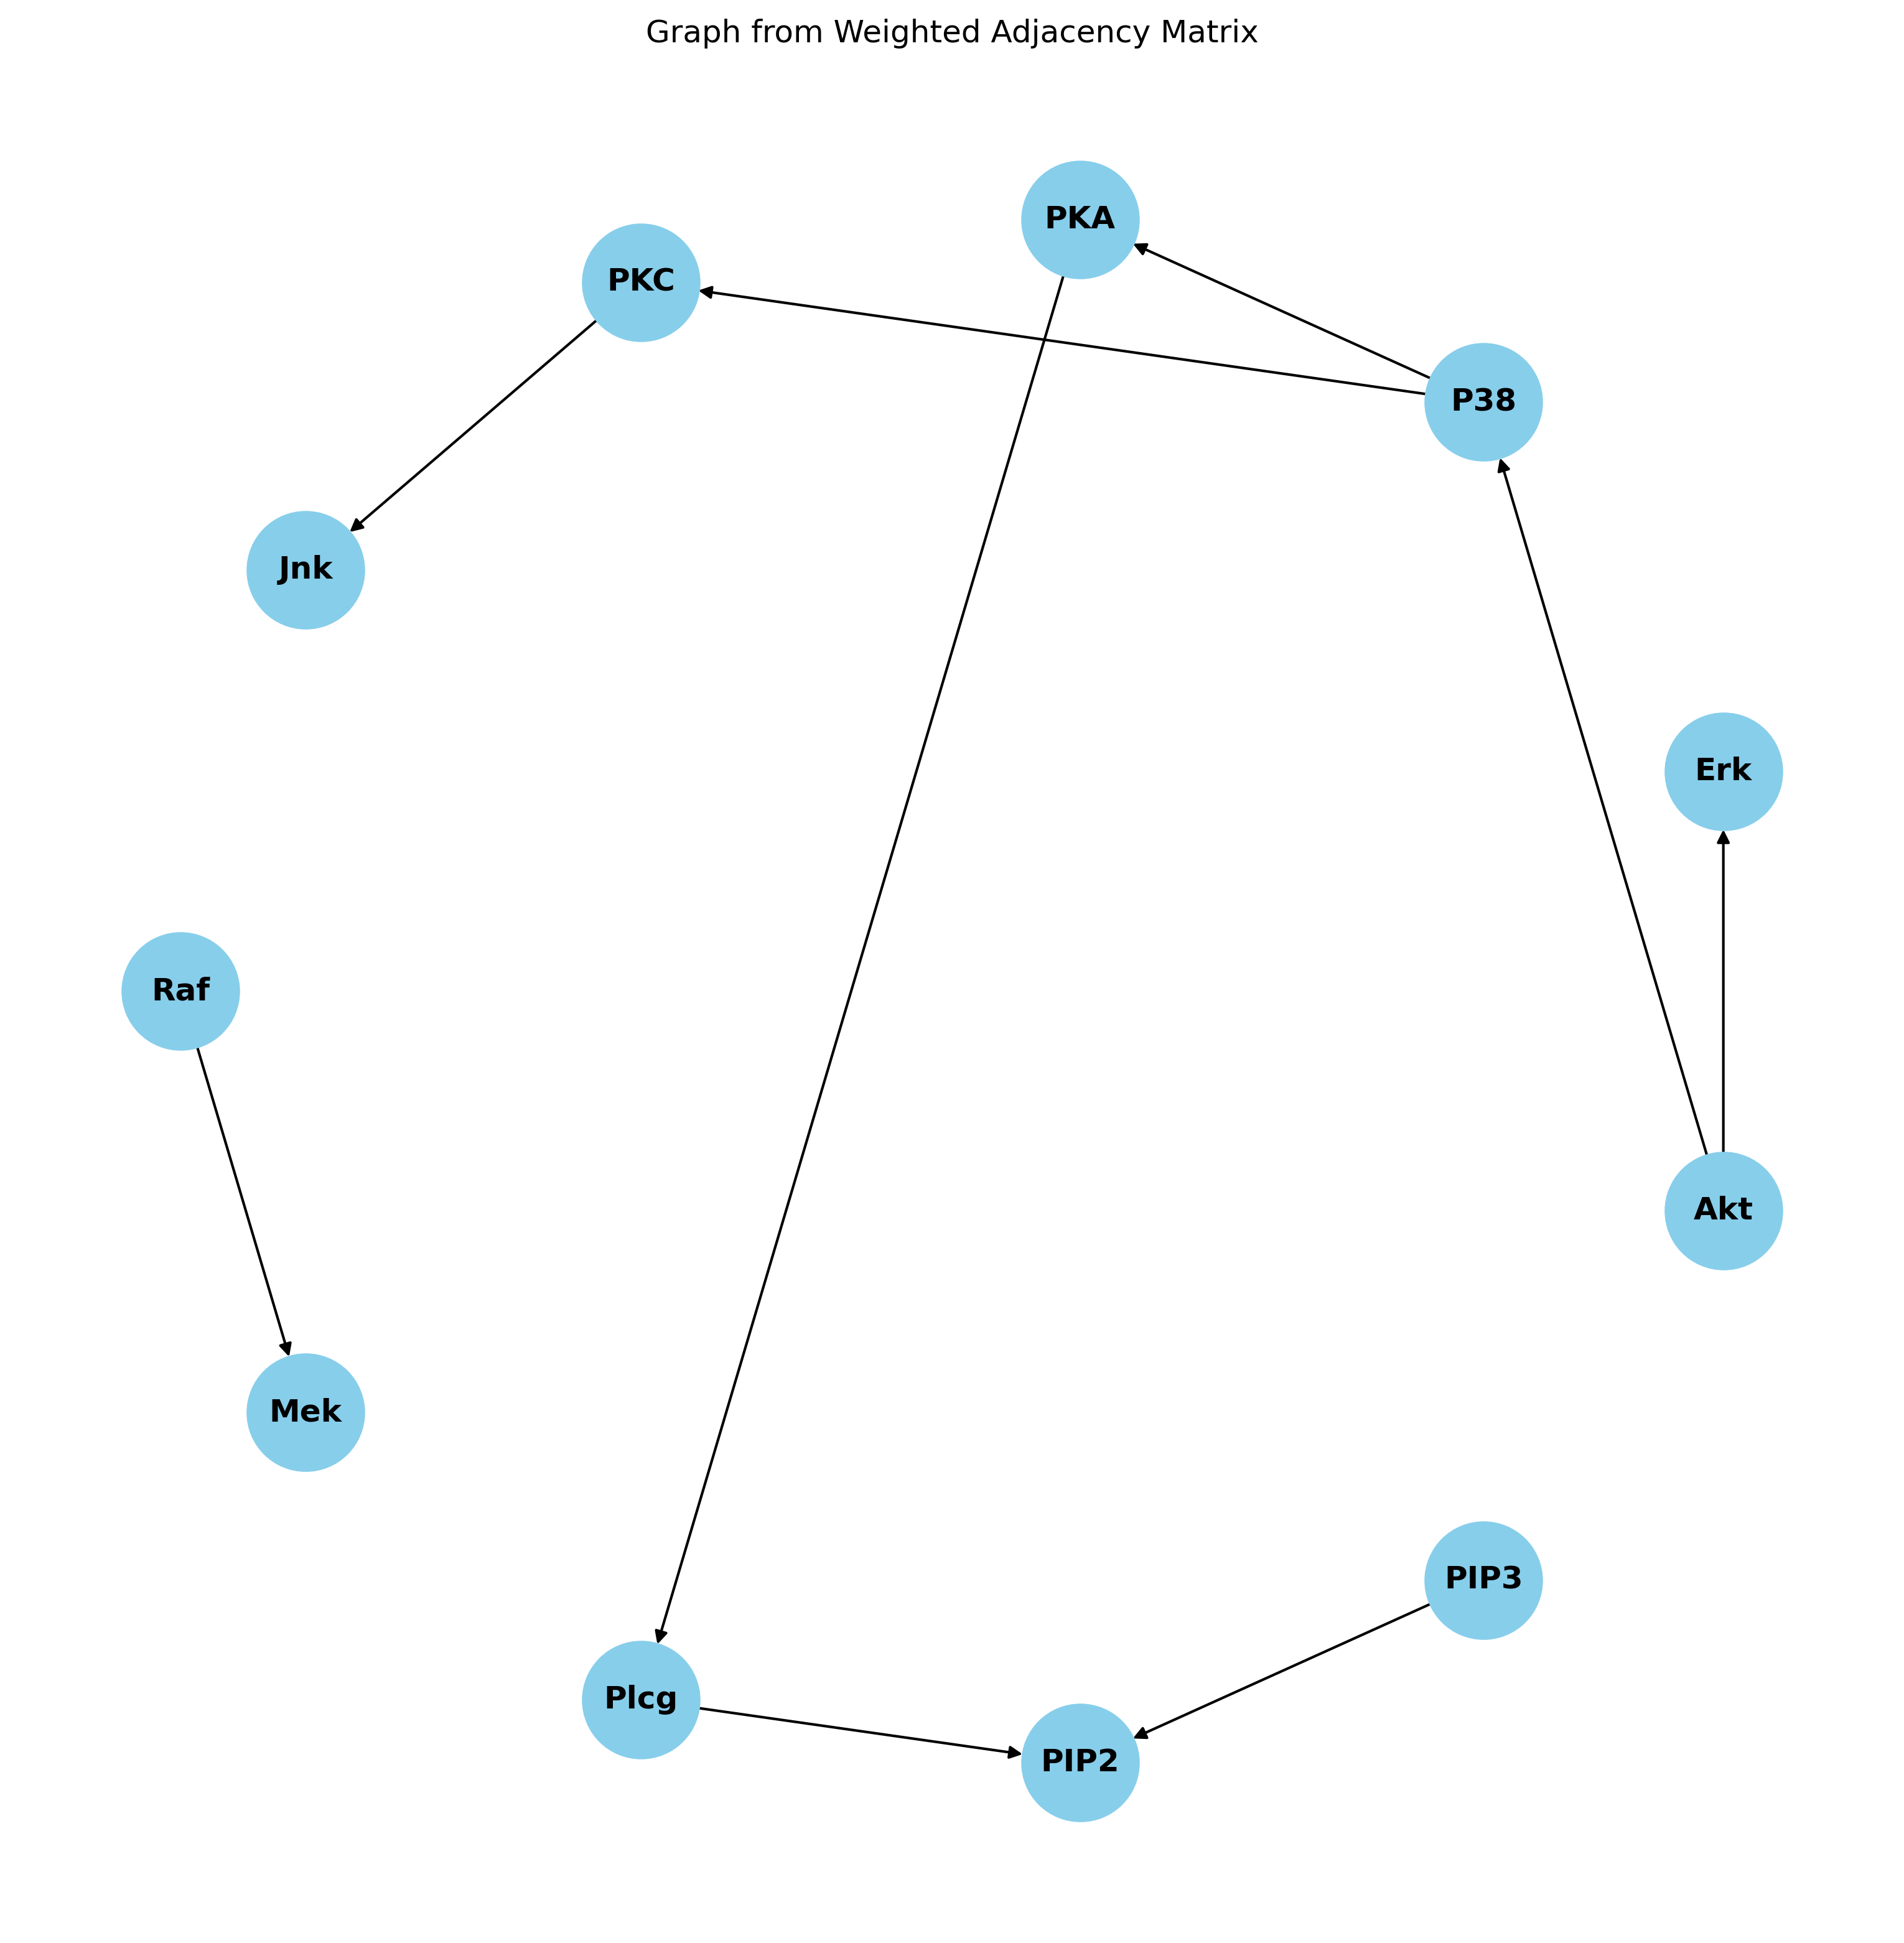 Graph from Weighted Adjacency Matrix
PKA
PKC
P38
Jnk
Erk
Raf
Akt
Mek
PIP3
Plcg
PIP2